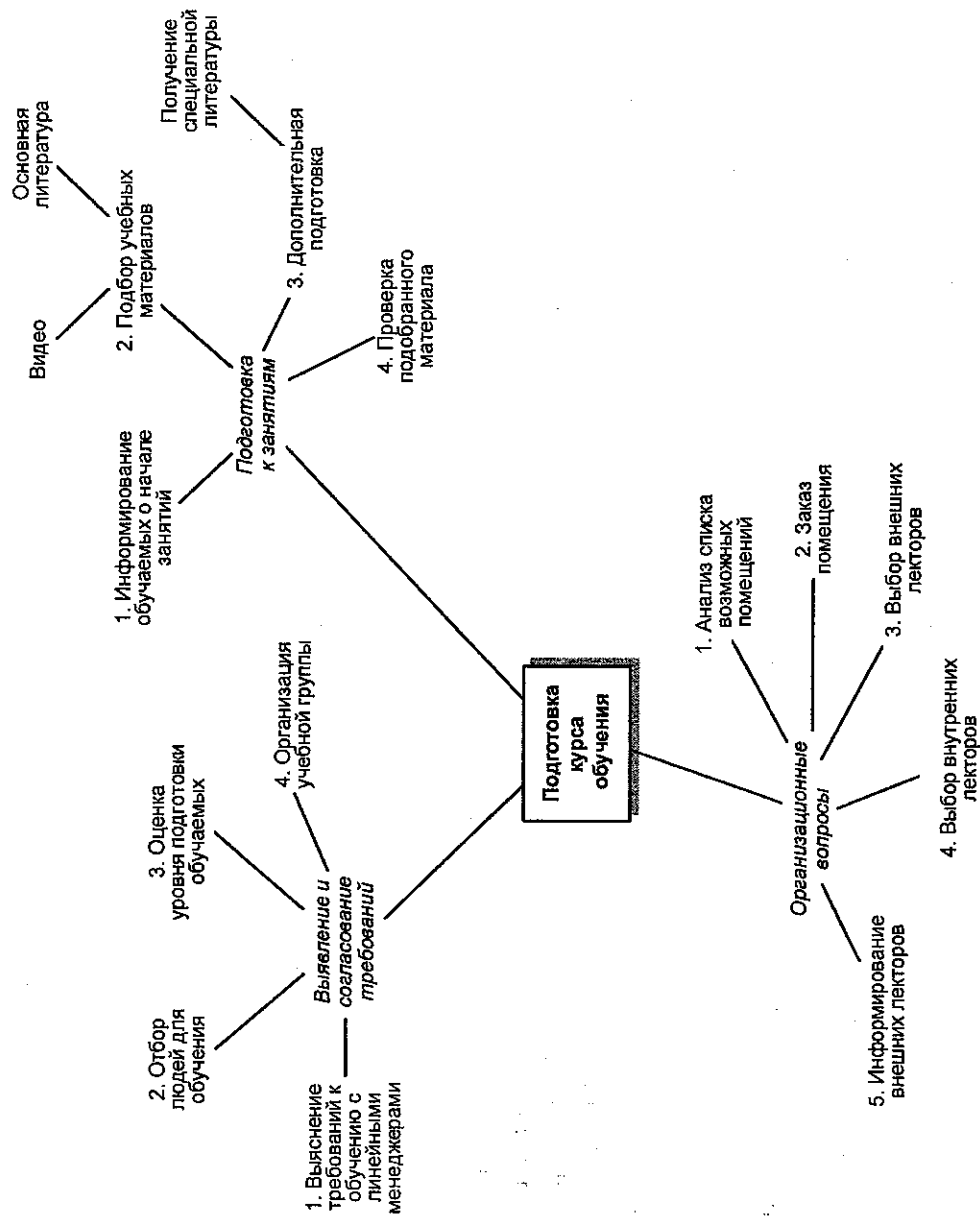 1. Выяснение
требований к
обучению с
линейными
менеджерами
2. Отбор
людей для
обучения
3. Оценка
уровня подготовки
обучаемых
4. Организация
учебной группы
Выявление и
согласование
требований
1. Информирование
обучаемых о начале
занятий
Видео
Основная
литература
2. Подбор учебных
материалов
Получение
специальной
литературы
3. Дополнительная
подготовка
4. Проверка
подобранного
материала
Подготовка
к занятиям
Подготовка
курса
обучения
Организационные
вопросы
1. Анализ списка
возможных
помещений
2. Заказ
помещения
3. Выбор внешних
лекторов
4. Выбор внутренних
лекторов
5. Информирование
внешних лекторов